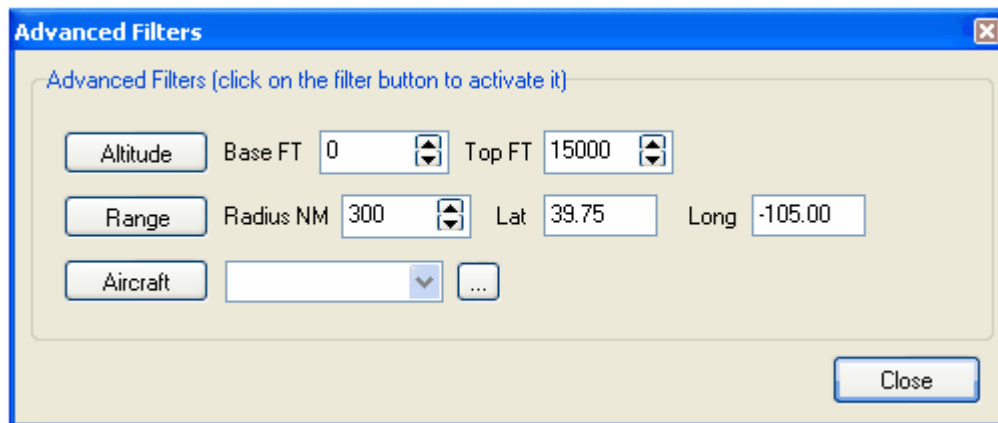 Advanced Filters
Advanced Filters (click on the filter button to activate it)
Altitude Base FT 0 Top FT 15000
Range Radius NM 300 Lat 39.75 Long -105.00
Aircraft ...
Close